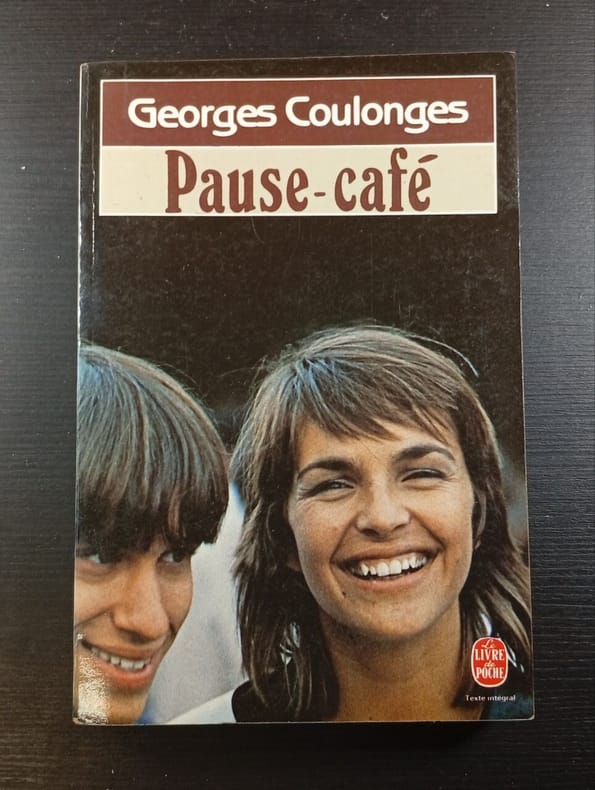 Georges Coulonges
Pause-café
Le
LIVRE
de
POCHE
Texte intégral